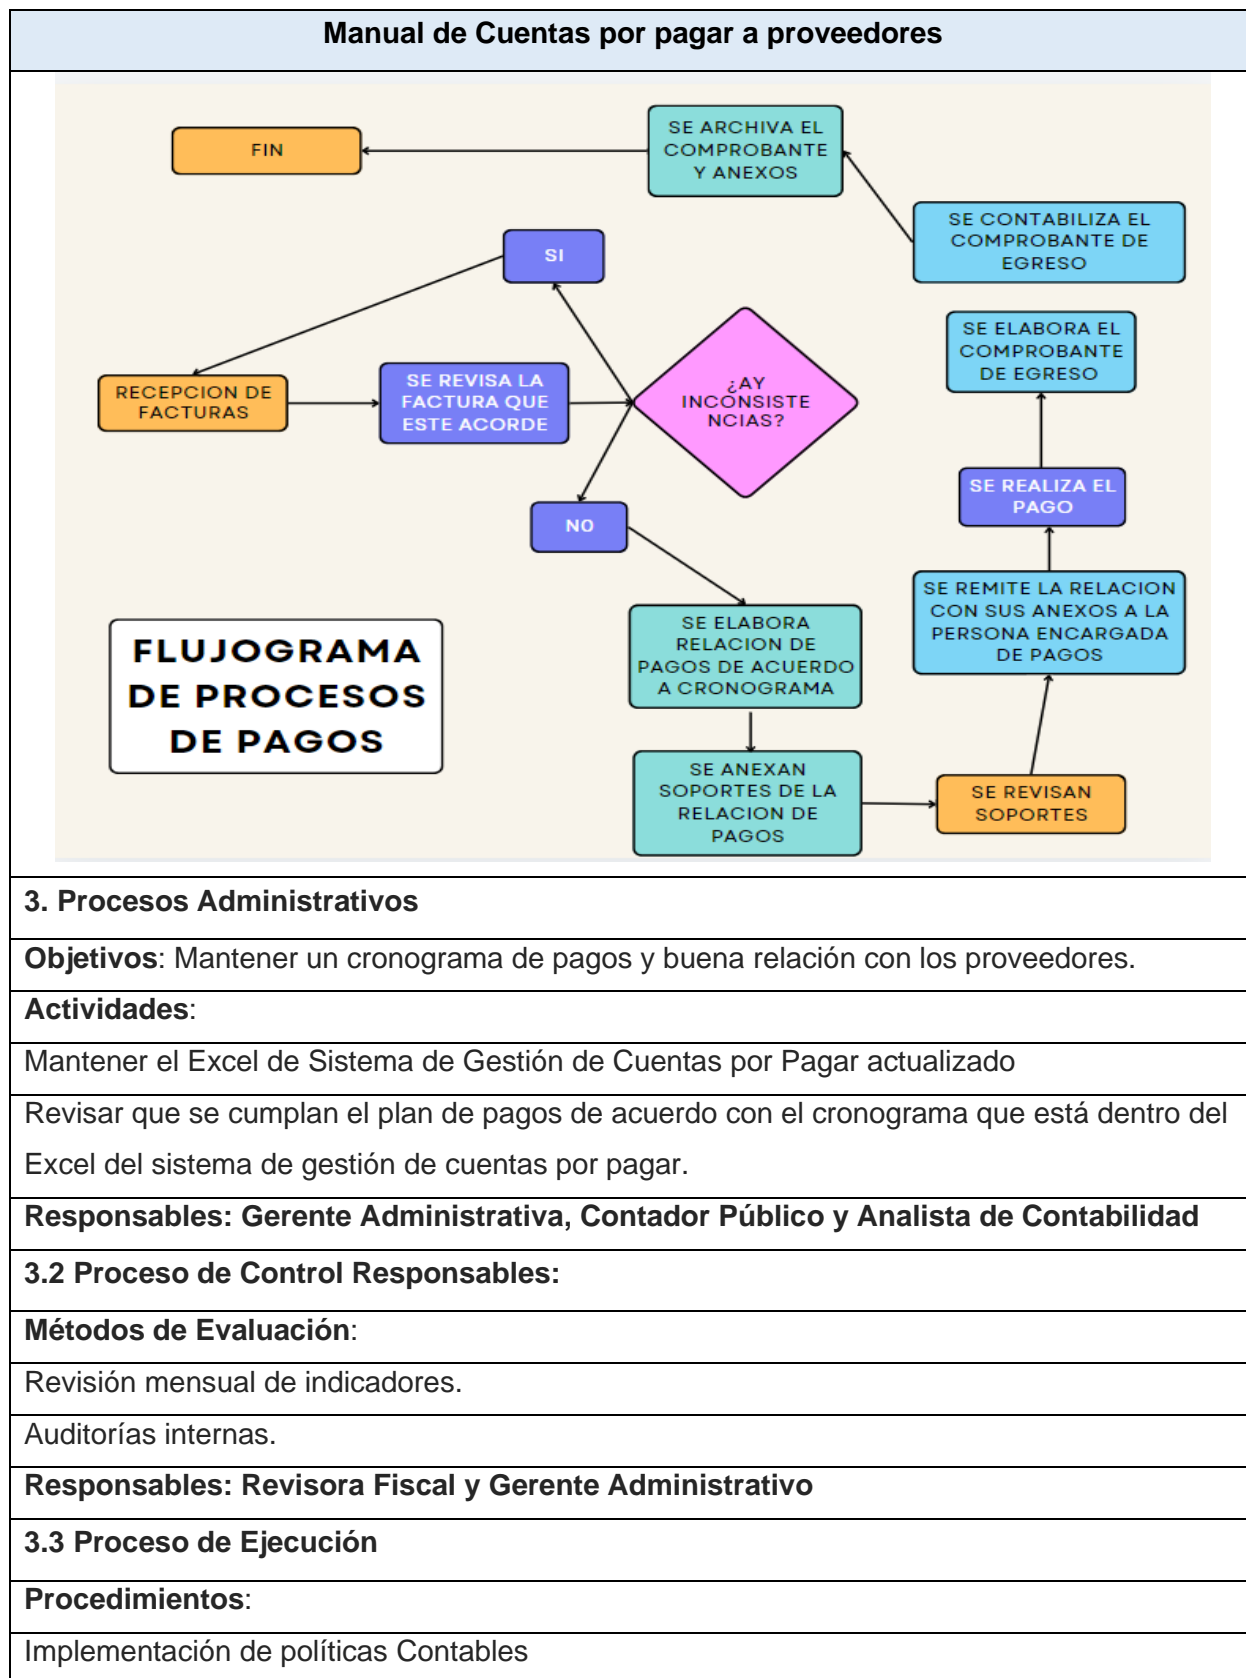 Manual de Cuentas por pagar a proveedores
FIN
SE ARCHIVA EL
COMPROBANTE
Y ANEXOS
SE CONTABILIZA EL
COMPROBANTE DE
EGRESO
SI
SE ELABORA EL
COMPROBANTE
DE EGRESO
RECEPCION DE
FACTURAS
SE REVISA LA
FACTURA QUE
ESTE ACORDE
¿AY
INCONSISTE
NCIAS?
SE REALIZA EL
PAGO
NO
SE REMITE LA RELACION
CON SUS ANEXOS A LA
PERSONA ENCARGADA
DE PAGOS
SE ELABORA
RELACION DE
PAGOS DE ACUERDO
A CRONOGRAMA
FLUJOGRAMA
DE PROCESOS
DE PAGOS
SE ANEXAN
SOPORTES DE LA
RELACION DE
PAGOS
SE REVISAN
SOPORTES
3. Procesos Administrativos
Objetivos: Mantener un cronograma de pagos y buena relación con los proveedores.
Actividades:
Mantener el Excel de Sistema de Gestión de Cuentas por Pagar actualizado
Revisar que se cumplan el plan de pagos de acuerdo con el cronograma que está dentro del
Excel del sistema de gestión de cuentas por pagar.
Responsables: Gerente Administrativa, Contador Público y Analista de Contabilidad
3.2 Proceso de Control Responsables:
Métodos de Evaluación:
Revisión mensual de indicadores.
Auditorías internas.
Responsables: Revisora Fiscal y Gerente Administrativo
3.3 Proceso de Ejecución
Procedimientos:
Implementación de políticas Contables